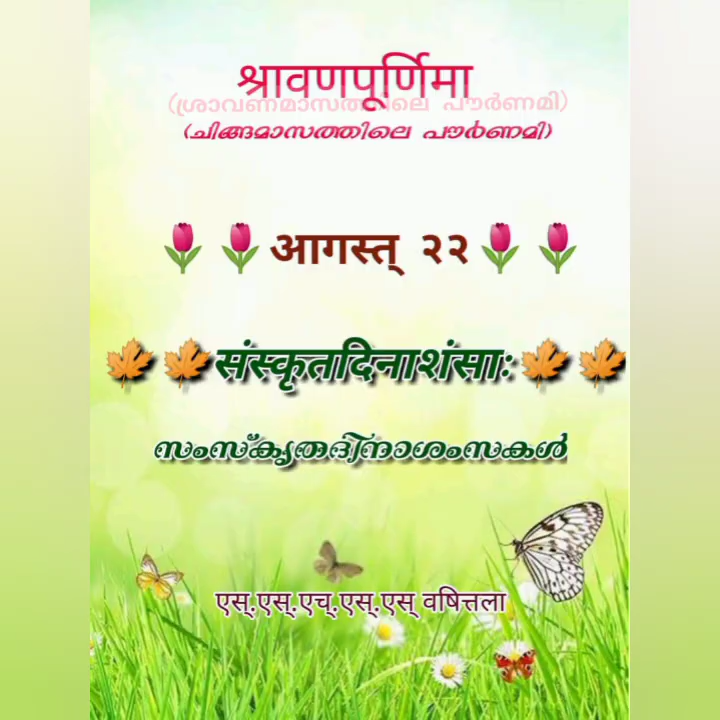 श्रावणपूर्णिमा
(ശ്രാവണമാസത്തിലെ പൗർണമി)
(ചിങ്ങമാസത്തിലെ പൗർണമി)
आगस्त् २२
संस्कृतदिनाशंसाः
സംസ്കൃതദിനാശംസകൾ
एस्.एस्.एच्.एस्.एस् वषित्तला